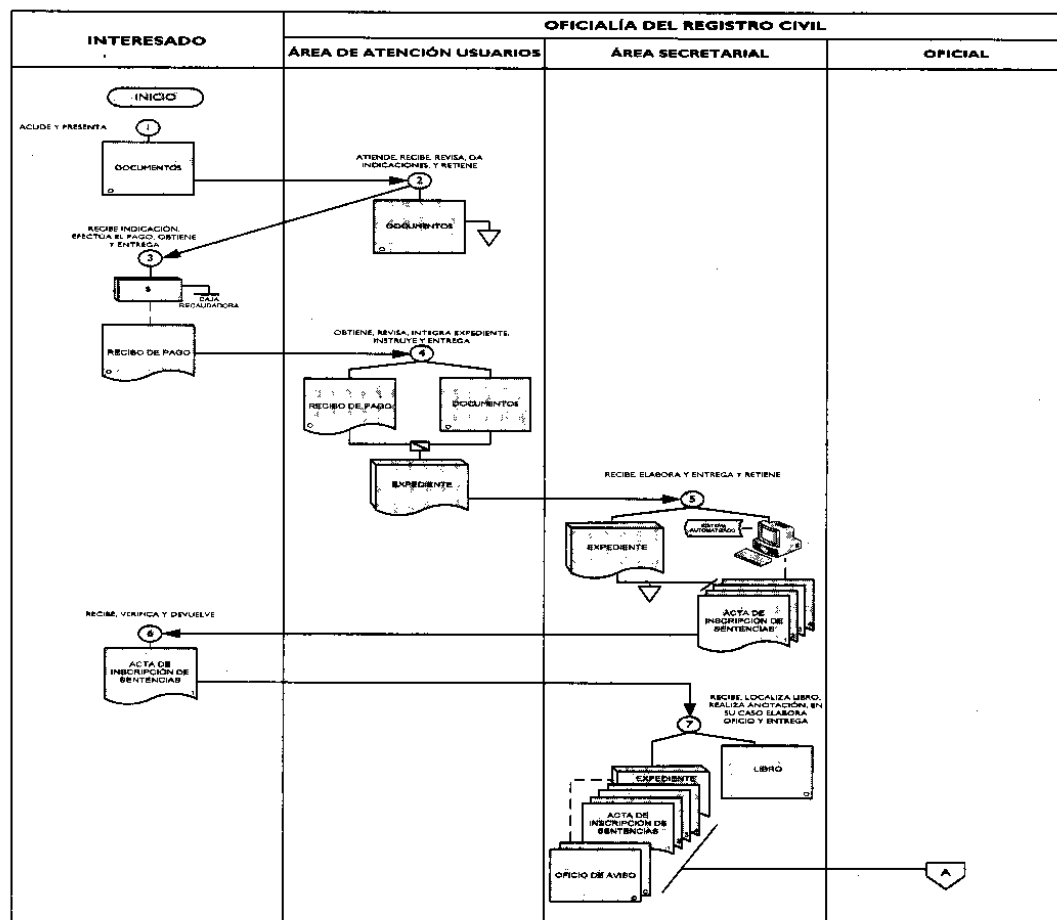 INTERESADO
OFICIALÍA DEL REGISTRO CIVIL
ÁREA DE ATENCIÓN USUARIOS
ÁREA SECRETARIAL
OFICIAL
INICIO
ACUDE Y PRESENTA
1
DOCUMENTOS
ATIENDE, RECIBE, REVISA, DA
INDICACIONES, Y RETIENE
2
DOCUMENTOS
RECIBE INDICACIÓN,
EFECTÚA EL PAGO, OBTIENE
Y ENTREGA
3
$
CAJA
RECAUDADORA
RECIBO DE PAGO
OBTIENE, REVISA, INTEGRA EXPEDIENTE,
INSTRUYE Y ENTREGA
4
RECIBO DE PAGO
DOCUMENTOS
EXPEDIENTE
RECIBE, ELABORA Y ENTREGA Y RETIENE
5
EXPEDIENTE
SISTEMA
AUTOMATIZADO
ACTA DE
INSCRIPCIÓN DE
SENTENCIAS
RECIBE, VERIFICA Y DEVUELVE
6
ACTA DE
INSCRIPCIÓN DE
SENTENCIAS
RECIBE, LOCALIZA LIBRO,
REALIZA ANOTACIÓN, EN
SU CASO ELABORA
OFICIO Y ENTREGA
7
LIBRO
EXPEDIENTE
ACTA DE
INSCRIPCIÓN DE
SENTENCIAS
OFICIO DE AVISO
A